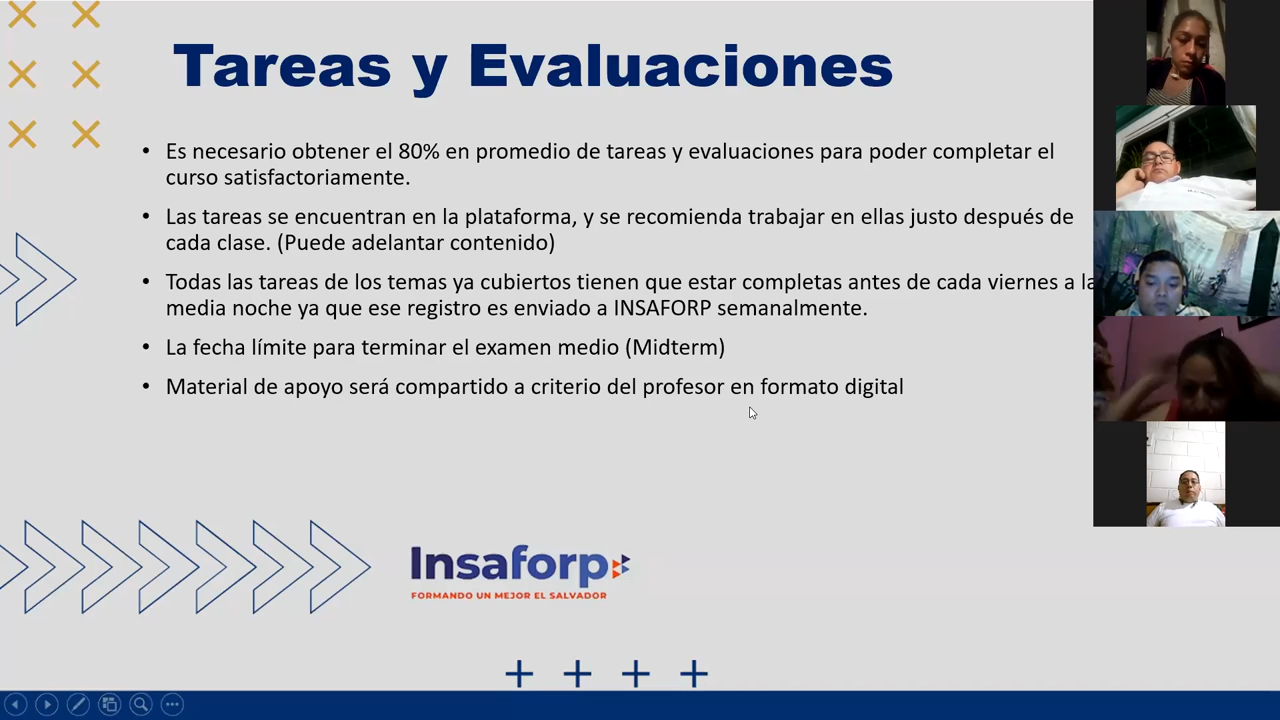 Tareas y Evaluaciones
• Es necesario obtener el 80% en promedio de tareas y evaluaciones para poder completar el
curso satisfactoriamente.
• Las tareas se encuentran en la plataforma, y se recomienda trabajar en ellas justo después de
cada clase. (Puede adelantar contenido)
• Todas las tareas de los temas ya cubiertos tienen que estar completas antes de cada viernes a la
media noche ya que ese registro es enviado a INSAFORP semanalmente.
• La fecha límite para terminar el examen medio (Midterm)
• Material de apoyo será compartido a criterio del profesor en formato digital
Insaforp
FORMANDO UN MEJOR EL SALVADOR